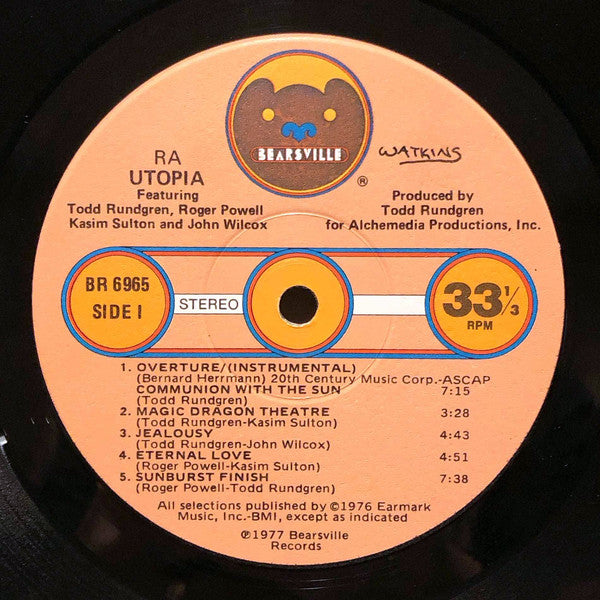 BEARSVILLE
®
WATKINS
RA
UTOPIA
Featuring
Todd Rundgren, Roger Powell
Kasim Sulton and John Wilcox
Produced by
Todd Rundgren
for Alchemedia Productions, Inc.
BR 6965
SIDE I
STEREO
33⅓
RPM
1. OVERTURE/(INSTRUMENTAL)
(Bernard Herrmann) 20th Century Music Corp.-ASCAP
COMMUNION WITH THE SUN 7:15
(Todd Rundgren)
2. MAGIC DRAGON THEATRE 3:28
(Todd Rundgren-Kasim Sulton)
3. JEALOUSY 4:43
(Todd Rundgren-John Wilcox)
4. ETERNAL LOVE 4:51
(Roger Powell-Kasim Sulton)
5. SUNBURST FINISH 7:38
(Roger Powell-Todd Rundgren)
All selections published by ©1976 Earmark
Music, Inc.-BMI, except as indicated
℗1977 Bearsville
Records